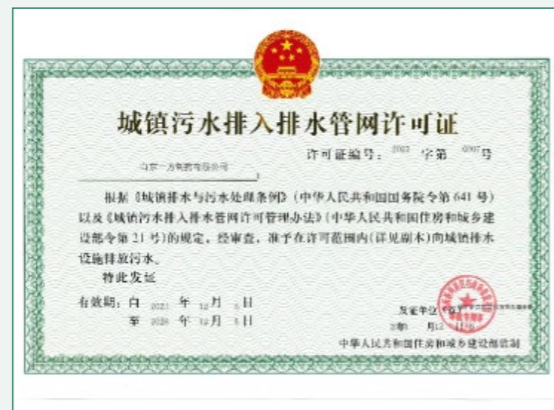 城镇污水排入排水管网许可证
许可证编号： 字第 号
根据《城镇排水与污水处理条例》（中华人民共和国国务院令第 641 号）
以及《城镇污水排入排水管网许可管理办法》（中华人民共和国住房和城乡建
设部令第 21 号）的规定，经审查，准予在许可范围内（详见副本）向城镇排水
设施排放污水。
特此发证
有效期：自 年 12 月 日
至 年 12 月 日
发证单位
月
中华人民共和国住房和城乡建设部监制